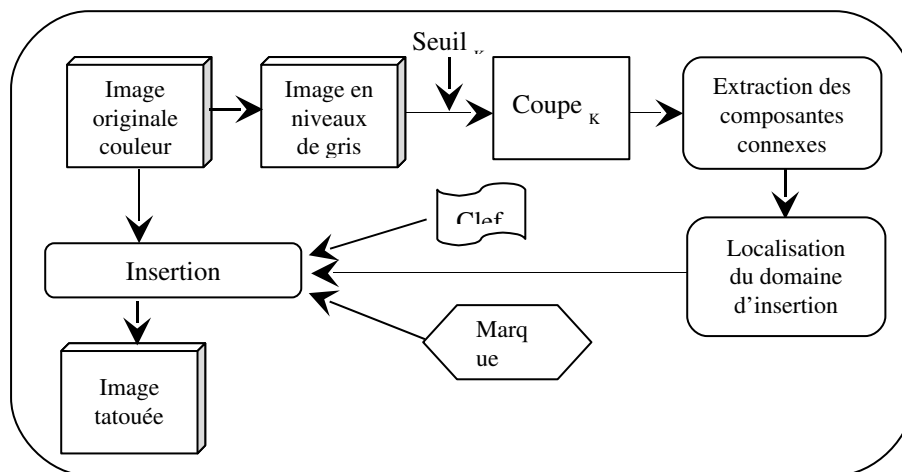 Seuil K
Image
originale
couleur
Image en
niveaux
de gris
Coupe K
Extraction des
composantes
connexes
Clef
Insertion
Localisation
du domaine
d'insertion
Marq
ue
Image
tatouée